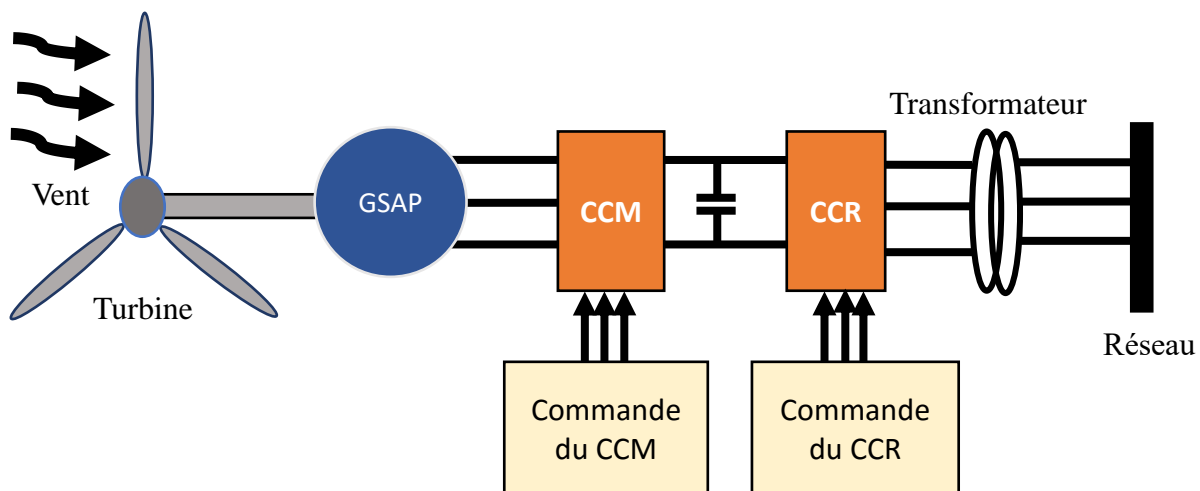 Vent
Turbine
GSAP
CCM
CCR
Transformateur
Réseau
Commande
du CCM
Commande
du CCR